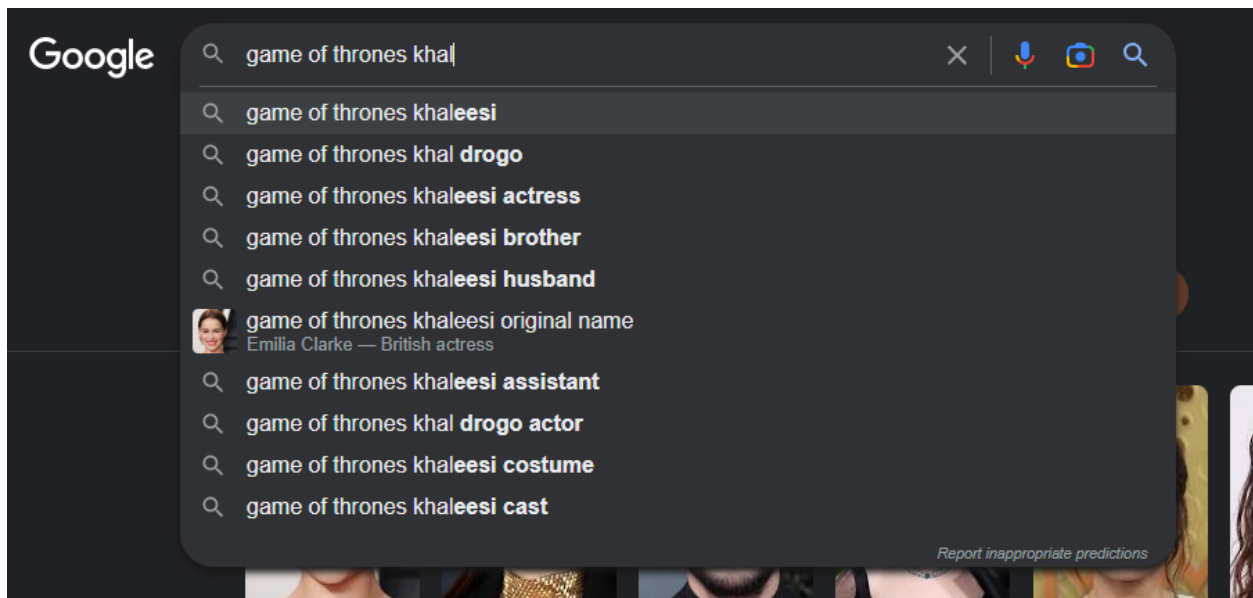 Google
game of thrones khal
game of thrones khaleesi
game of thrones khal drogo
game of thrones khaleesi actress
game of thrones khaleesi brother
game of thrones khaleesi husband
game of thrones khaleesi original name
Emilia Clarke — British actress
game of thrones khaleesi assistant
game of thrones khal drogo actor
game of thrones khaleesi costume
game of thrones khaleesi cast
Report inappropriate predictions